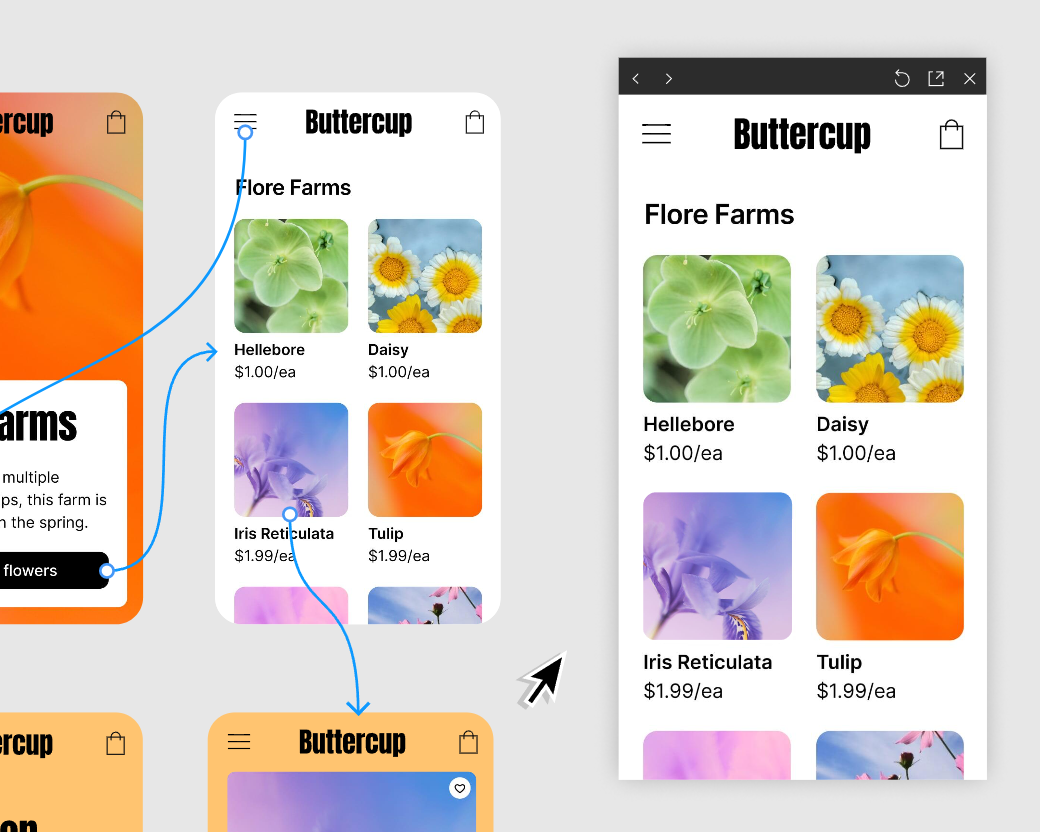 ercup
arms
multiple
ps, this farm is
n the spring.
flowers
Buttercup
Flore Farms
Hellebore
$1.00/ea
Daisy
$1.00/ea
Iris Reticulata
$1.99/ea
Tulip
$1.99/ea
Buttercup
Flore Farms
Hellebore
$1.00/ea
Daisy
$1.00/ea
Iris Reticulata
$1.99/ea
Tulip
$1.99/ea
ercup
Buttercup